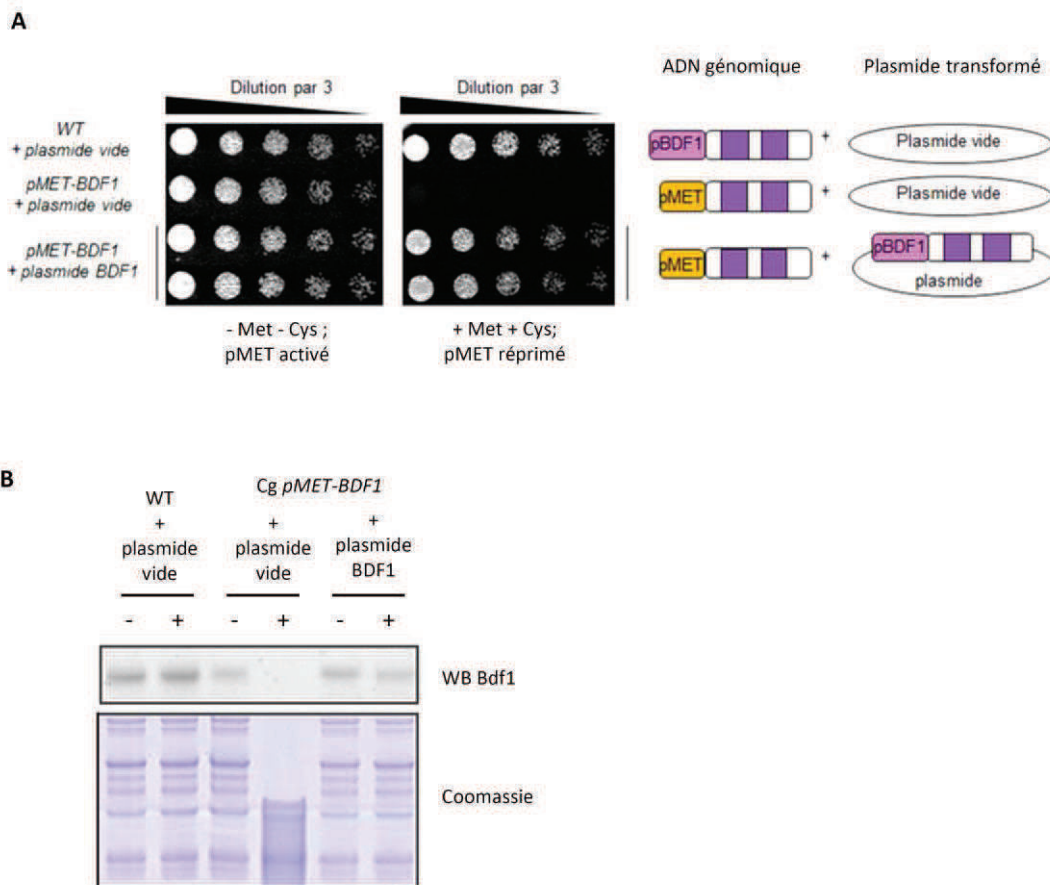 A
Dilution par 3
Dilution par 3
ADN génomique
Plasmide transformé
WT
+ plasmide vide
pMET-BDF1
+ plasmide vide
pMET-BDF1
+ plasmide BDF1
pBDF1
+
Plasmide vide
pMET
+
Plasmide vide
pMET
+
pBDF1
plasmide
- Met - Cys ;
pMET activé
+ Met + Cys;
pMET réprimé
B
WT
+
plasmide
vide
Cg pMET-BDF1
+
plasmide
vide
+
plasmide
BDF1
- + - + - +
WB Bdf1
Coomassie